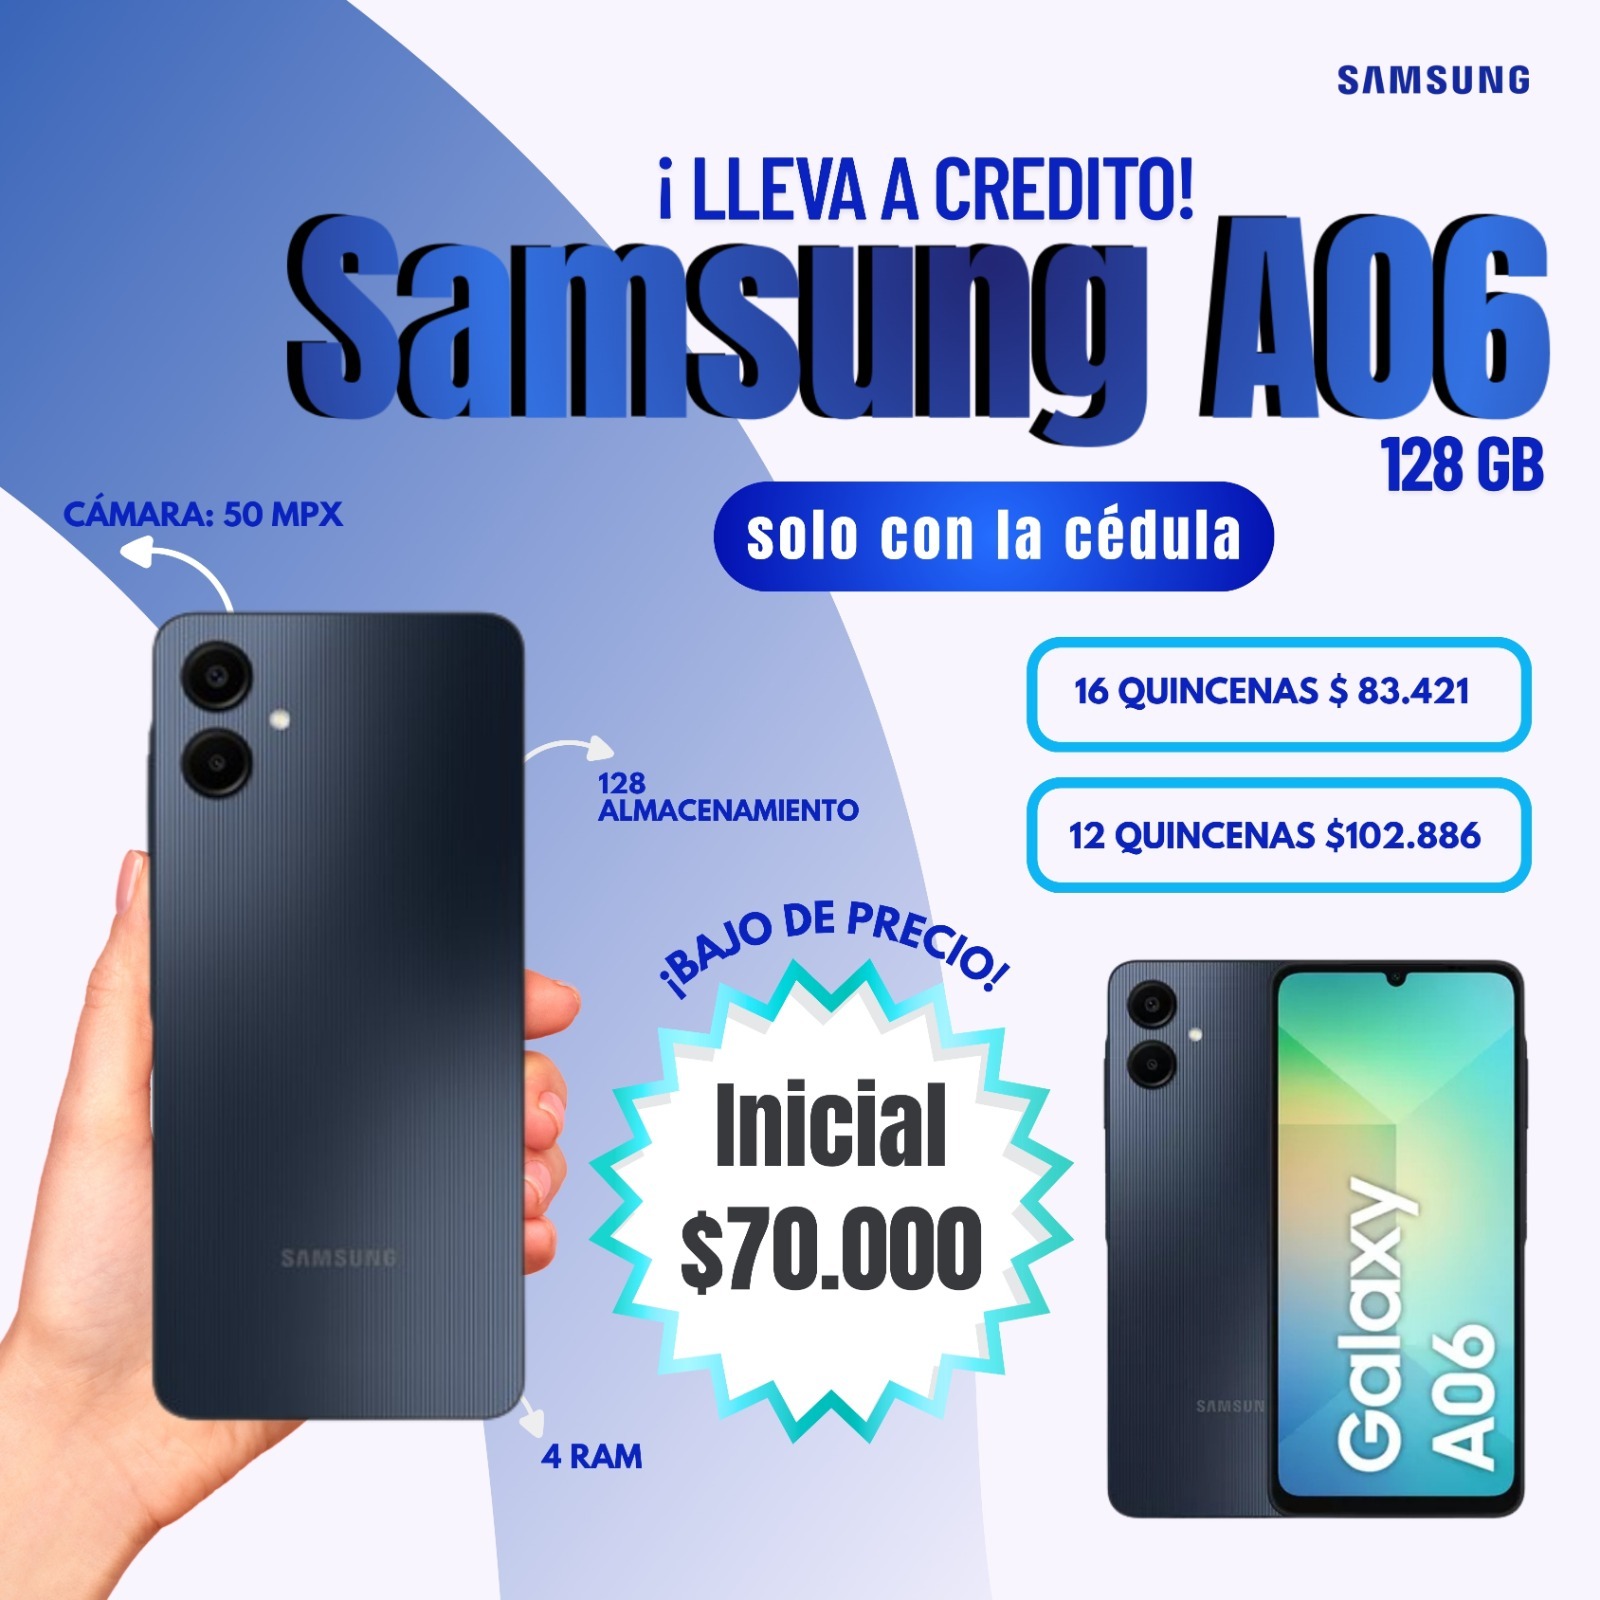 SAMSUNG
¡ LLEVA A CREDITO!
Samsung A06
128 GB
solo con la cédula
CÁMARA: 50 MPX
16 QUINCENAS $ 83.421
128
ALMACENAMIENTO
12 QUINCENAS $102.886
¡BAJO DE PRECIO!
Inicial
$70.000
SAMSUNG
4 RAM
SAMSUN
Galaxy
A06